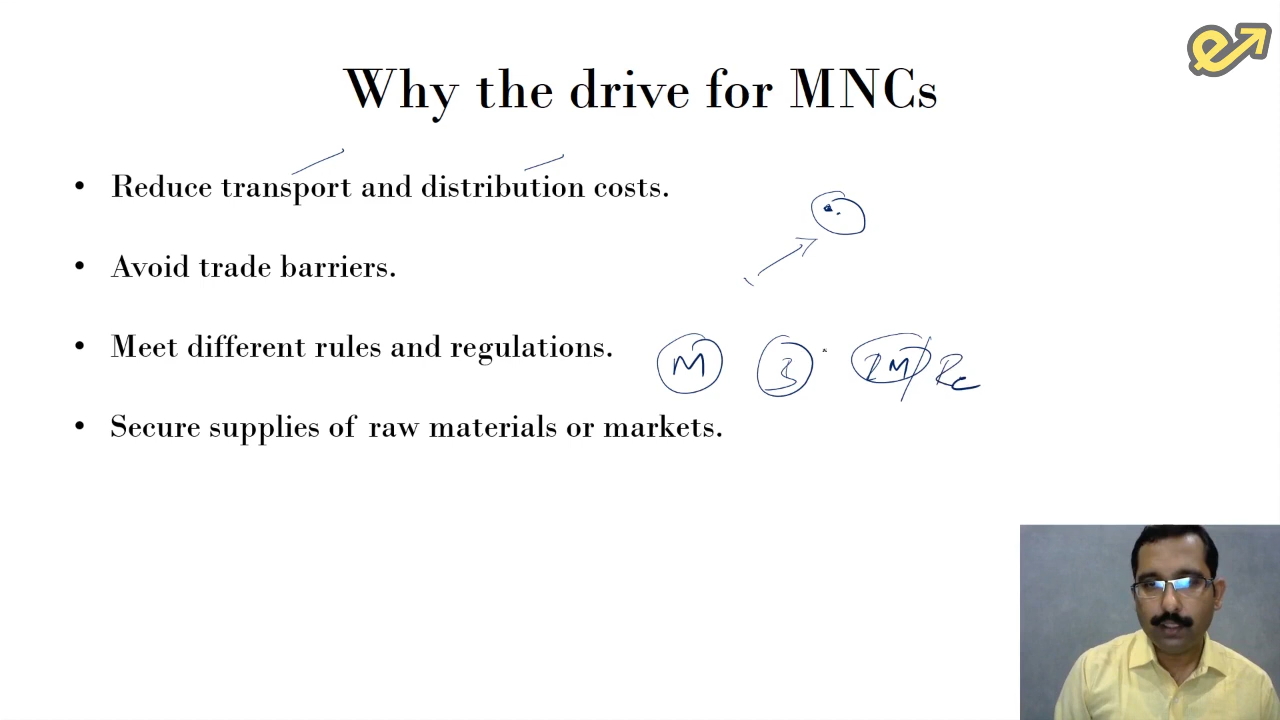 Why the drive for MNCs
• Reduce transport and distribution costs.
• Avoid trade barriers.
• Meet different rules and regulations.
M
• Secure supplies of raw materials or markets.